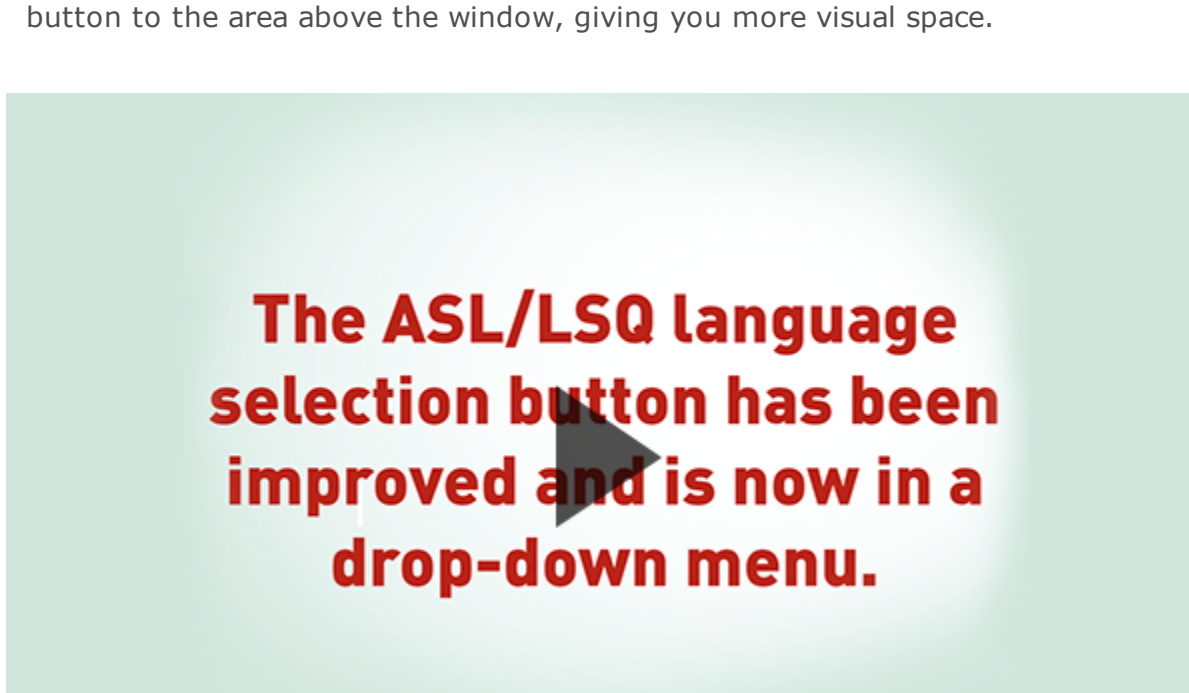 button to the area above the window, giving you more visual space.
The ASL/LSQ language
selection button has been
improved and is now in a
drop-down menu.